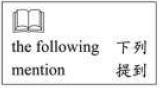 the following 下列
mention 提到